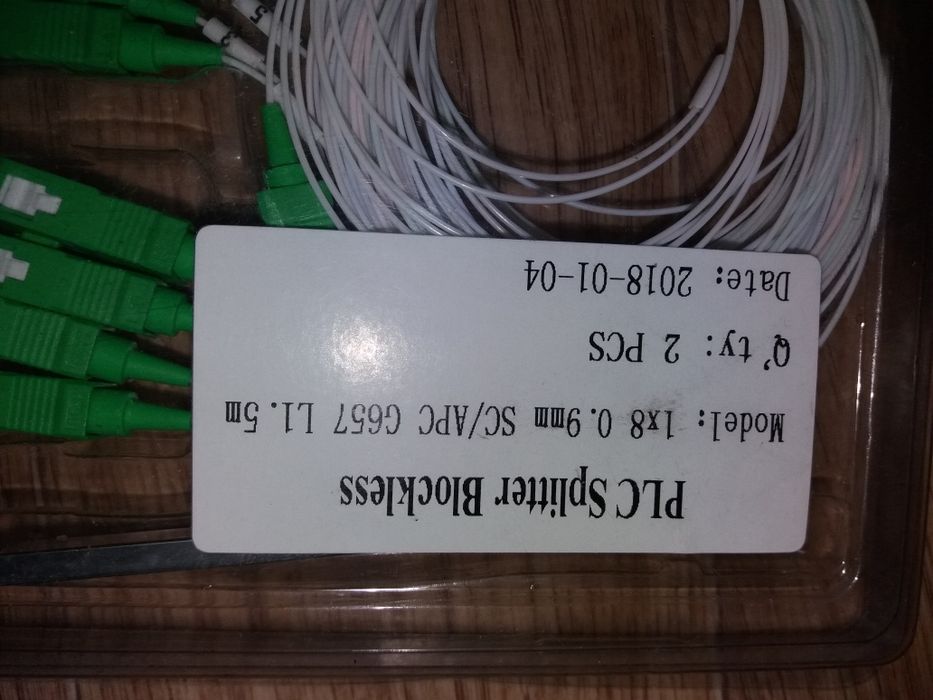 PLC Splitter Blockless
Model: 1x8 0.9mm SC/APC G657 L1.5m
Q'ty: 2 PCS
Date: 2018-01-04